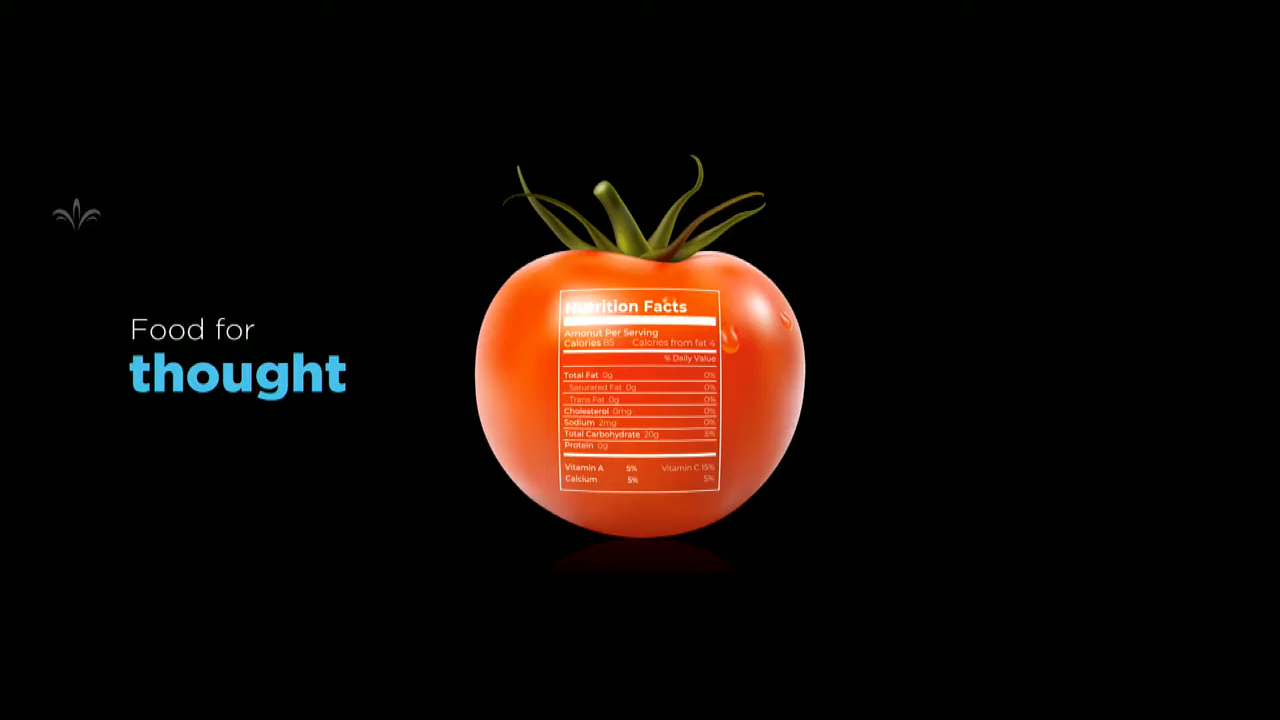 Food for
thought
Nutrition Facts
Amonut Per Serving
Calories 85 Calories from fat 4
% Daily Value
Total Fat 0g 0%
Saturated Fat 0g 0%
Trans Fat 0g 0%
Cholesterol 0mg 0%
Sodium 2mg 0%
Total Carbohydrate 20g 5%
Protein 0g
Vitamin A 5% Vitamin C 15%
Calcium 5% 5%